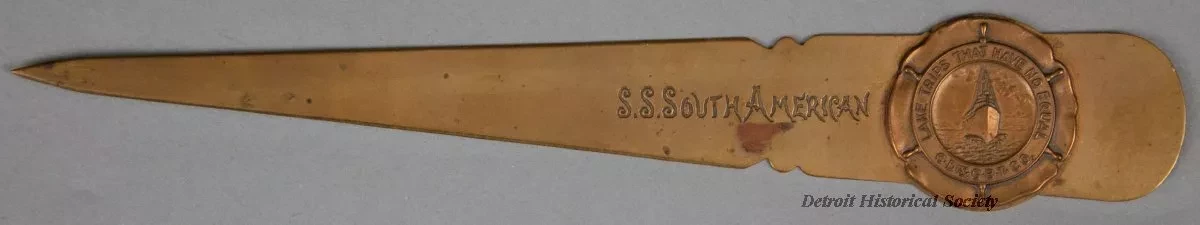 S.S. SOUTH AMERICAN
LAKE TRIPS THAT HAVE NO EQUAL
Detroit Historical Society